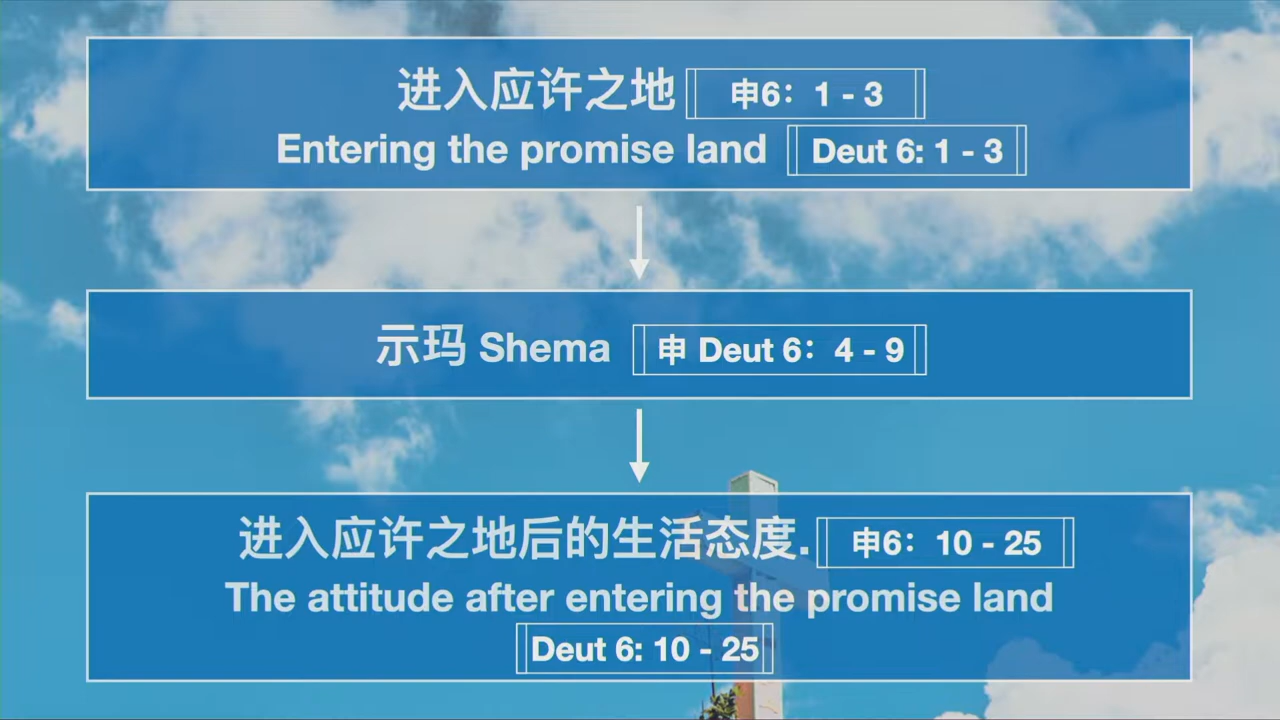 进入应许之地 申6：1 - 3
Entering the promise land Deut 6: 1 - 3
示玛 Shema 申 Deut 6：4 - 9
进入应许之地后的生活态度. 申6：10 - 25
The attitude after entering the promise land
Deut 6: 10 - 25